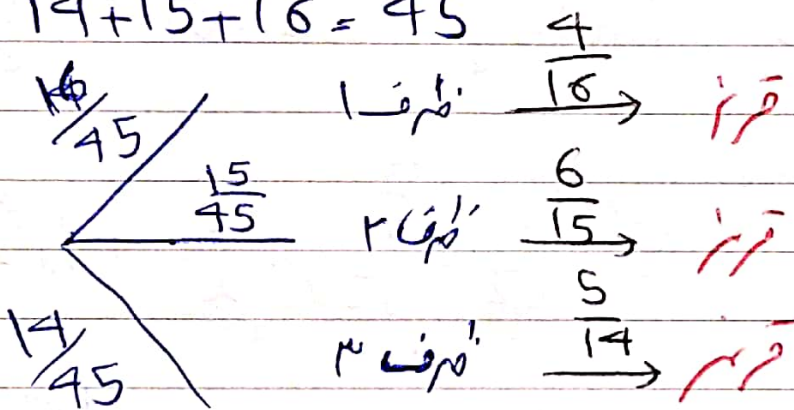 14+15+16=45
16/45 ظرف ۱ 4/16 قرمز
15/45 ظرف ۲ 6/15 قرمز
14/45 ظرف ۳ 5/14 قرمز